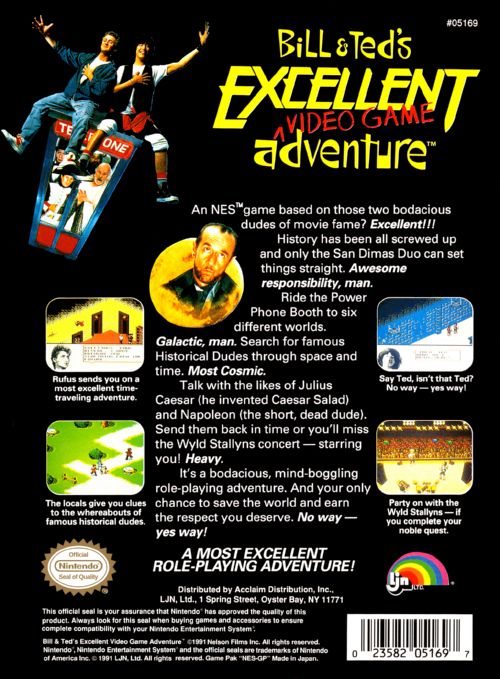 #05169
Bill & Ted's
EXCELLENT
VIDEO GAME
adventure™
TELE ONE
An NES™ game based on those two bodacious
dudes of movie fame? Excellent!!!
History has been all screwed up
and only the San Dimas Duo can set
things straight. Awesome
responsibility, man.
Ride the Power
Phone Booth to six
different worlds.
Galactic, man. Search for famous
Historical Dudes through space and
time. Most Cosmic.
Talk with the likes of Julius
Caesar (he invented Caesar Salad)
and Napoleon (the short, dead dude).
Send them back in time or you'll miss
the Wyld Stallyns concert — starring
you! Heavy.
It's a bodacious, mind-boggling
role-playing adventure. And your only
chance to save the world and earn
the respect you deserve. No way —
yes way!
Rufus sends you on a
most excellent time-
traveling adventure.
The locals give you clues
to the whereabouts of
famous historical dudes.
Say Ted, isn't that Ted?
No way — yes way!
Party on with the
Wyld Stallyns — if
you complete your
noble quest.
A MOST EXCELLENT
ROLE-PLAYING ADVENTURE!
Official
Nintendo®
Seal of Quality
Distributed by Acclaim Distribution, Inc.,
LJN, Ltd., 1 Spring Street, Oyster Bay, NY 11771
ljn LTD.
This official seal is your assurance that Nintendo® has approved the quality of this
product. Always look for this seal when buying games and accessories to ensure
complete compatibility with your Nintendo Entertainment System®.
Bill & Ted's Excellent Video Game Adventure™ ©1991 Nelson Films Inc. All rights reserved.
Nintendo®, Nintendo Entertainment System® and the official seals are trademarks of Nintendo
of America Inc. © 1991 LJN, Ltd. All rights reserved. Game Pak "NES-GP" Made in Japan.
0 23582 05169 7